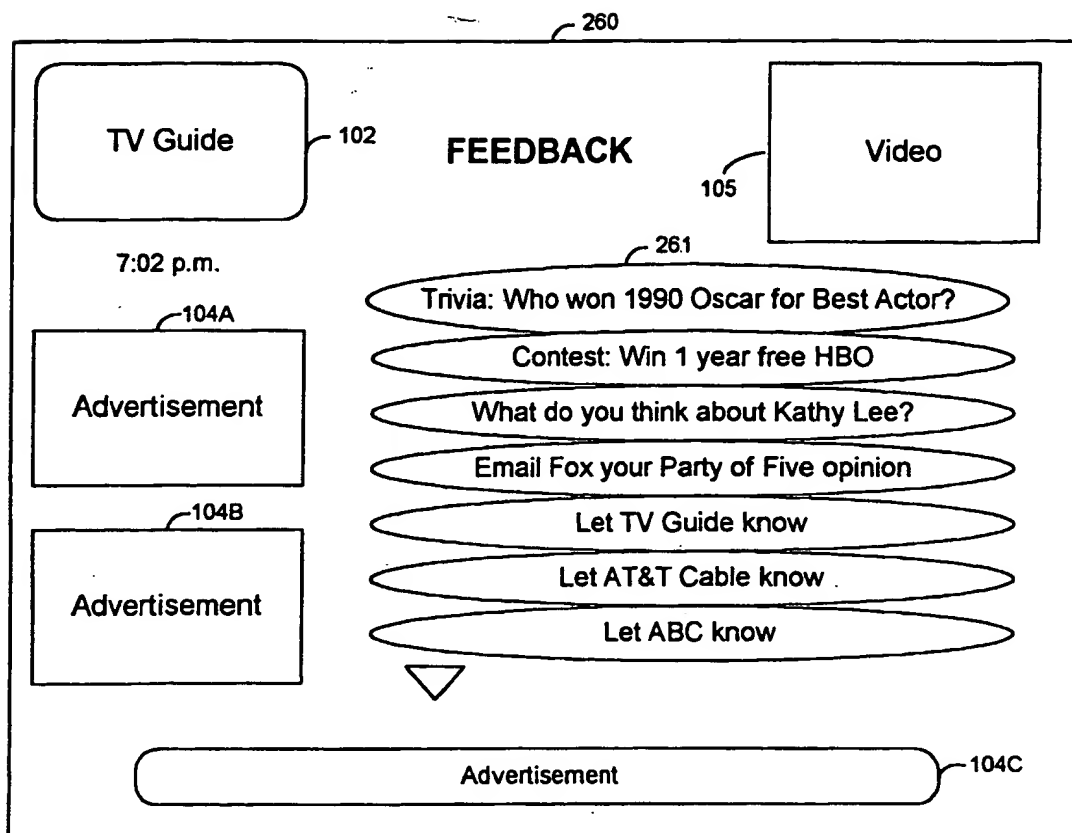 260
TV Guide
102
FEEDBACK
105
Video
7:02 p.m.
261
Trivia: Who won 1990 Oscar for Best Actor?
104A
Contest: Win 1 year free HBO
Advertisement
What do you think about Kathy Lee?
Email Fox your Party of Five opinion
104B
Let TV Guide know
Advertisement
Let AT&T Cable know
Let ABC know
Advertisement
104C